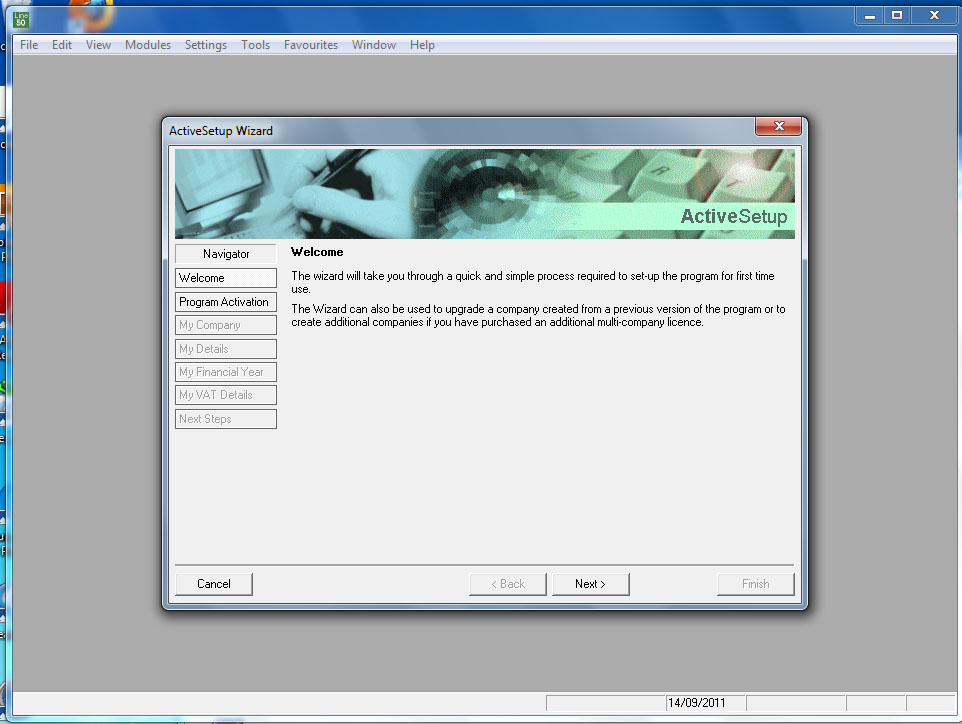 Line
50
File Edit View Modules Settings Tools Favourites Window Help
ActiveSetup Wizard
ActiveSetup
Navigator
Welcome
Program Activation
My Company
My Details
My Financial Year
My VAT Details
Next Steps
Welcome
The wizard will take you through a quick and simple process required to set-up the program for first time
use.
The Wizard can also be used to upgrade a company created from a previous version of the program or to
create additional companies if you have purchased an additional multi-company licence.
Cancel < Back Next > Finish
14/09/2011